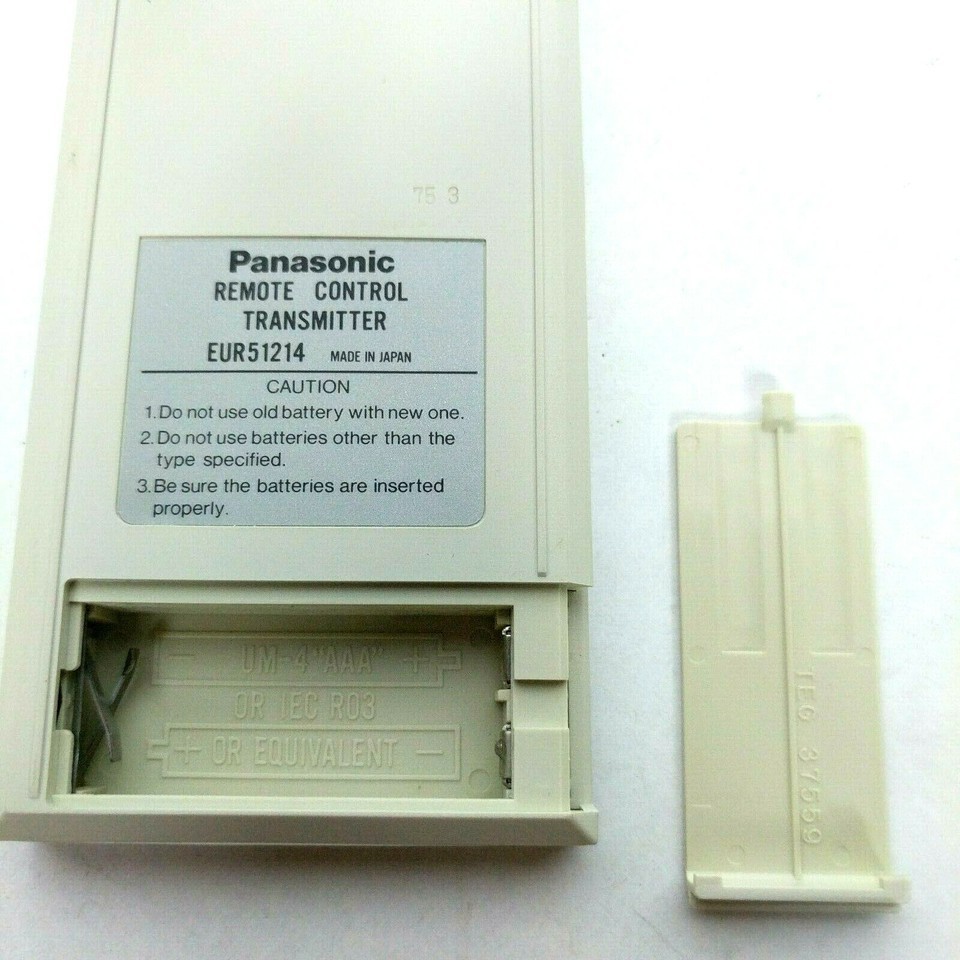 75 3
Panasonic
REMOTE CONTROL
TRANSMITTER
EUR51214 MADE IN JAPAN
CAUTION
1.Do not use old battery with new one.
2.Do not use batteries other than the
type specified.
3.Be sure the batteries are inserted
properly.
- UM-4"AAA" +
OR IEC R03
+ OR EQUIVALENT -
TEG 37559